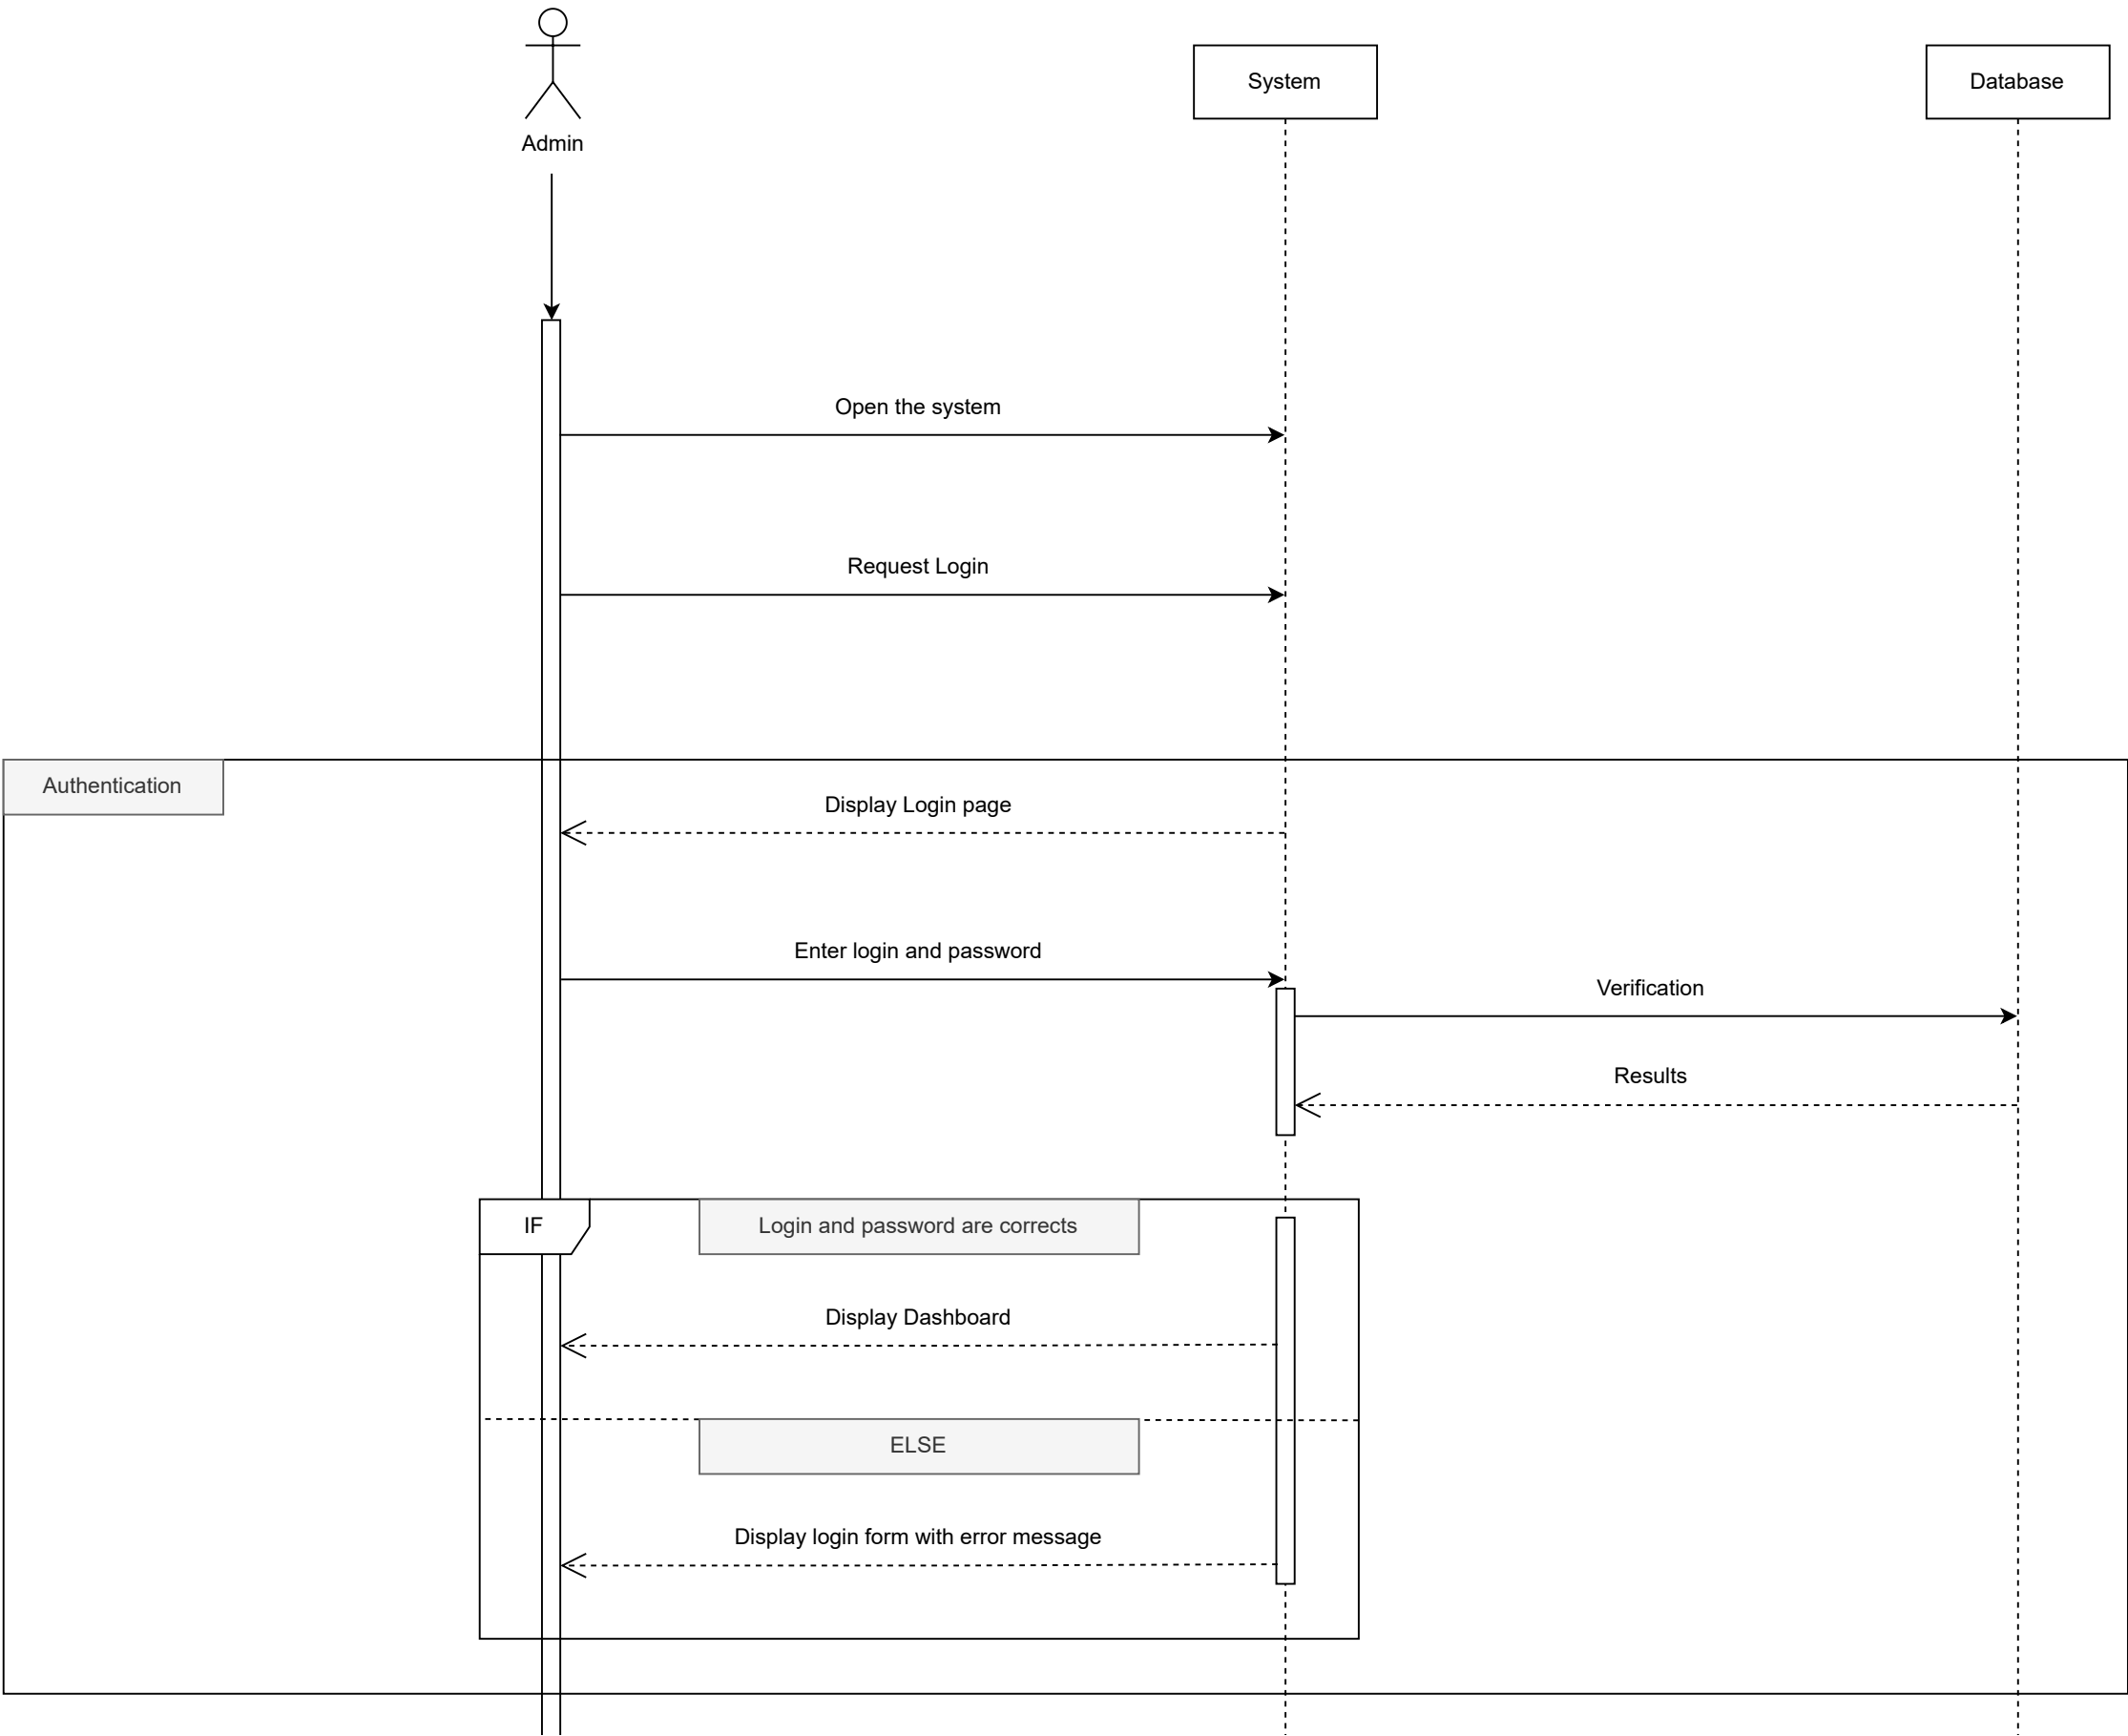 System
Database
Admin
Open the system
Request Login
Authentication
Display Login page
Enter login and password
Verification
Results
IF
Login and password are corrects
Display Dashboard
ELSE
Display login form with error message